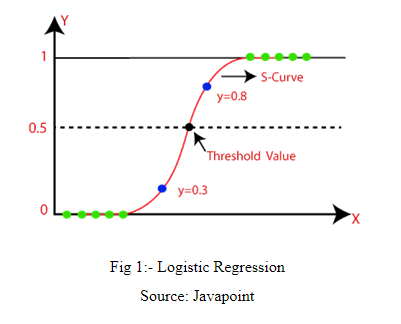 Y
1
S-Curve
y=0.8
0.5
Threshold Value
y=0.3
0
X
Fig 1:- Logistic Regression
Source: Javapoint